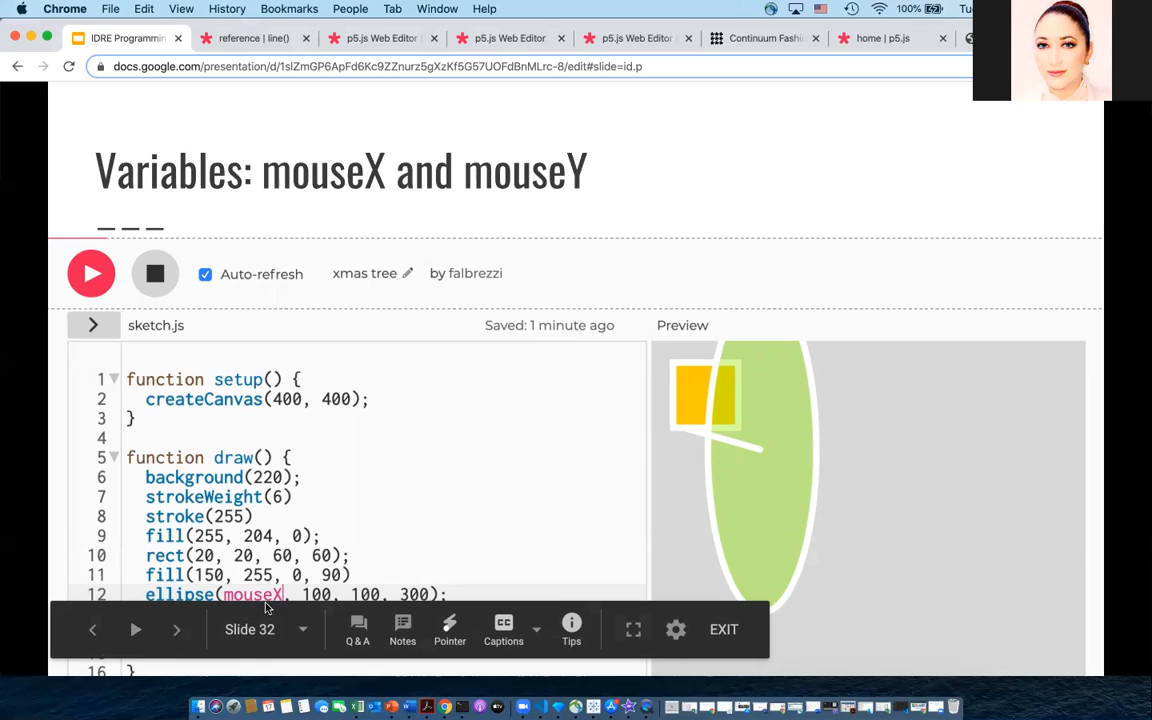 Chrome File Edit View History Bookmarks People Tab Window Help 100% Tue
IDRE Programmin reference | line() p5.js Web Editor p5.js Web Editor p5.js Web Editor Continuum Fashi home | p5.js
docs.google.com/presentation/d/1slZmGP6ApFd6Kc9ZZnurz5gXzKf5G57UOFdBnMLrc-8/edit#slide=id.p
Variables: mouseX and mouseY
Auto-refresh xmas tree by falbrezzi
sketch.js Saved: 1 minute ago Preview
1 function setup() {
2 createCanvas(400, 400);
3 }
4
5 function draw() {
6 background(220);
7 strokeWeight(6)
8 stroke(255)
9 fill(255, 204, 0);
10 rect(20, 20, 60, 60);
11 fill(150, 255, 0, 90)
12 ellipse(mouseX, 100, 100, 300);
Slide 32 Q & A Notes Pointer Captions Tips EXIT
16 }